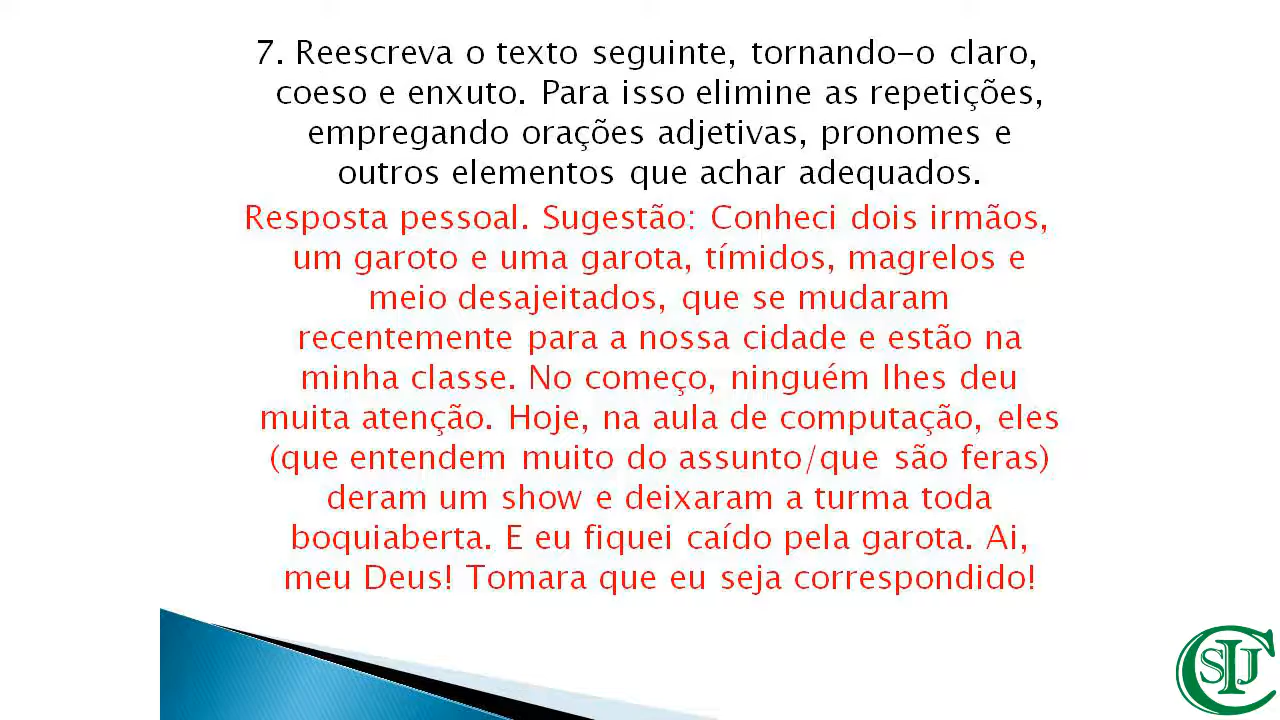 7. Reescreva o texto seguinte, tornando-o claro,
coeso e enxuto. Para isso elimine as repetições,
empregando orações adjetivas, pronomes e
outros elementos que achar adequados.
Resposta pessoal. Sugestão: Conheci dois irmãos,
um garoto e uma garota, tímidos, magrelos e
meio desajeitados, que se mudaram
recentemente para a nossa cidade e estão na
minha classe. No começo, ninguém lhes deu
muita atenção. Hoje, na aula de computação, eles
(que entendem muito do assunto/que são feras)
deram um show e deixaram a turma toda
boquiaberta. E eu fiquei caído pela garota. Ai,
meu Deus! Tomara que eu seja correspondido!
CSIJ